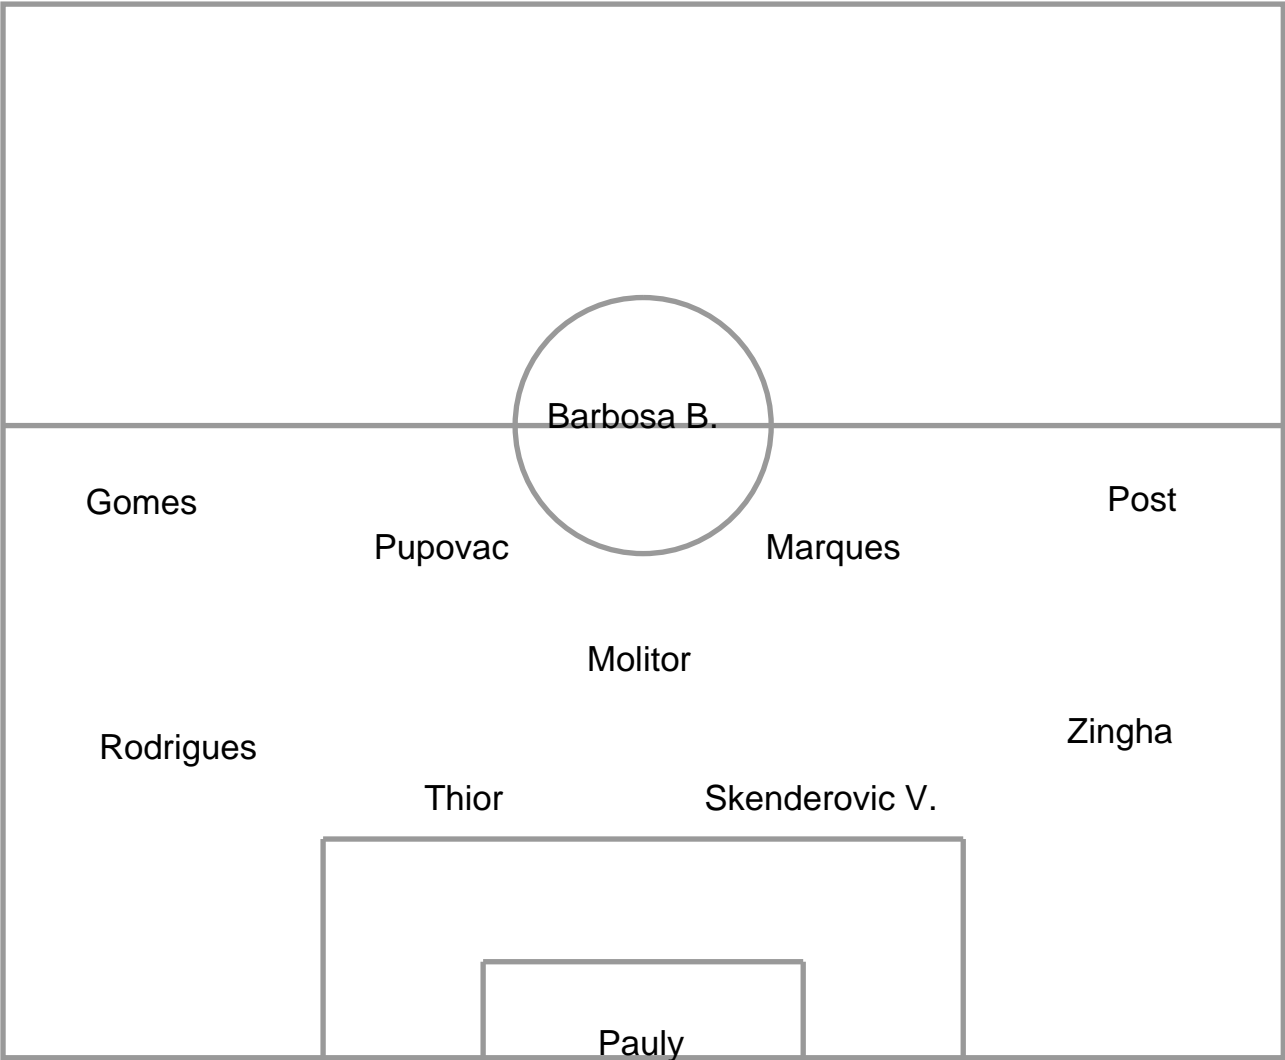 Barbosa B.
Gomes
Post
Pupovac
Marques
Molitor
Rodrigues
Zingha
Thior
Skenderovic V.
Pauly